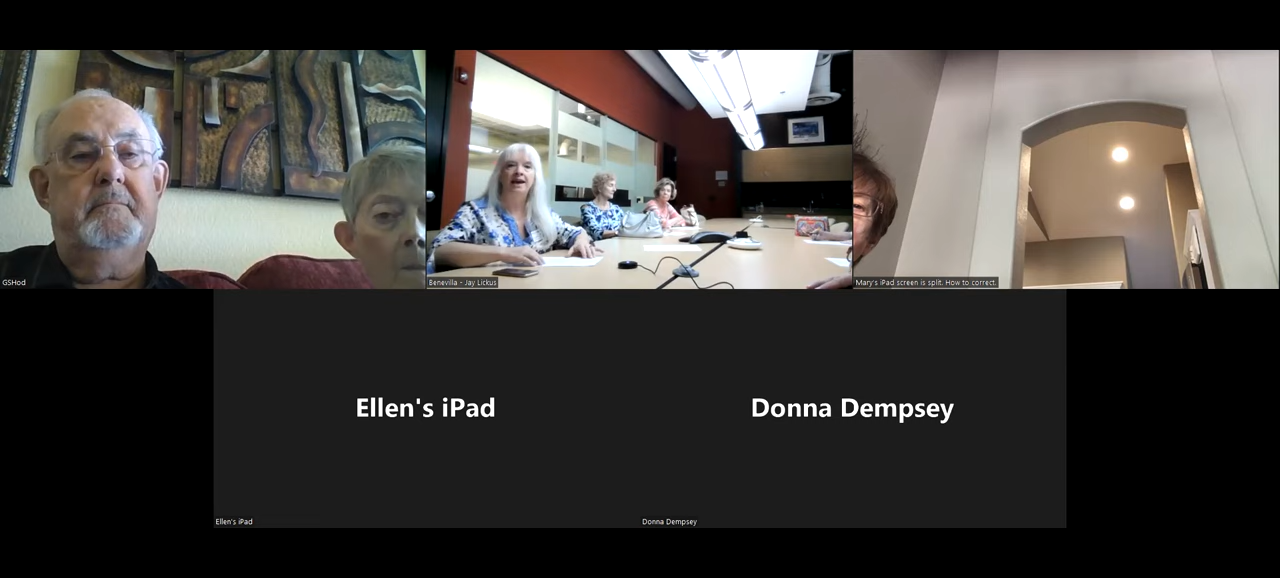 GSHod
Benevilla - Jay Lickus
Mary's iPad screen is split. How to correct.
Ellen's iPad
Donna Dempsey
Ellen's iPad
Donna Dempsey